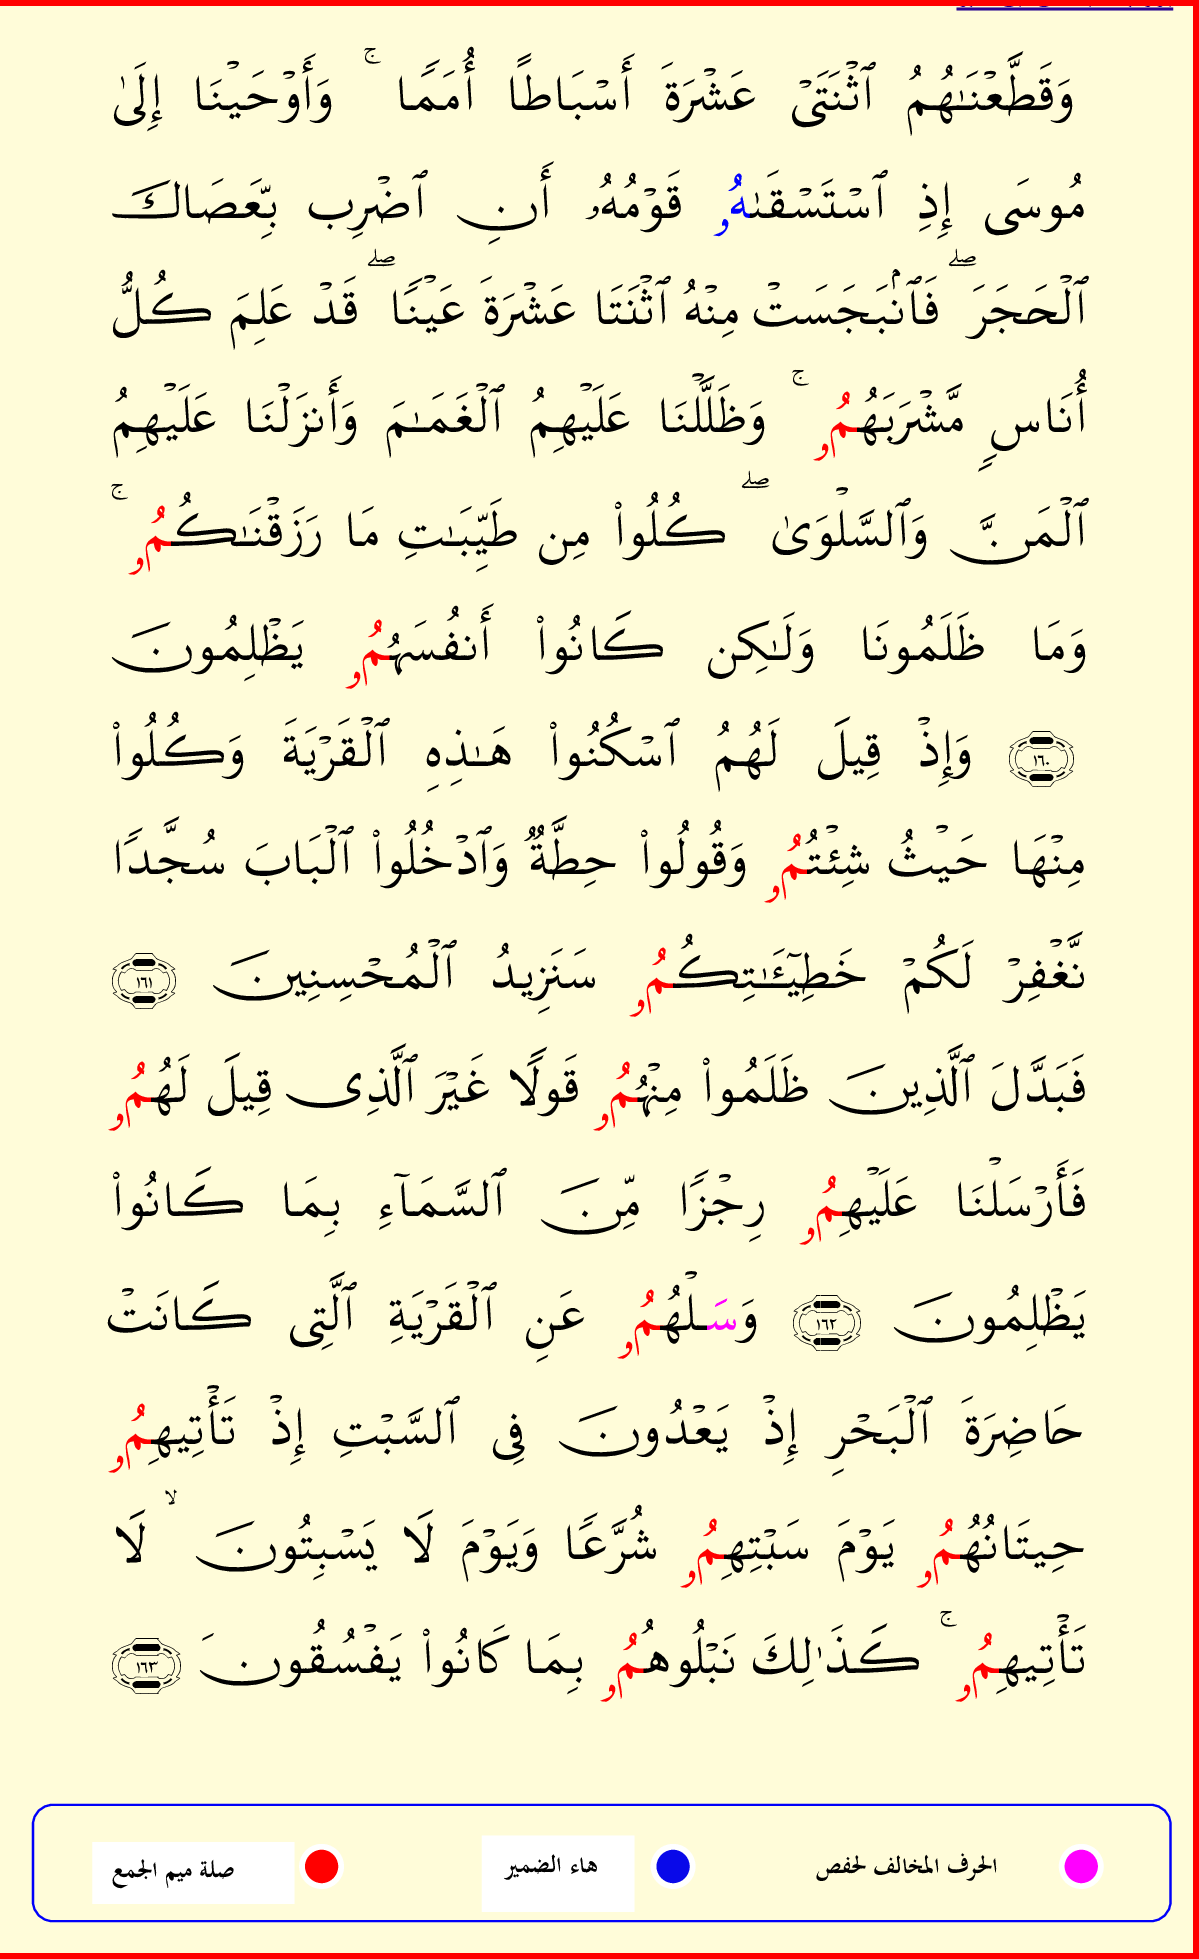 وَقَطَّعْنَٰهُمُ ٱثْنَتَىْ عَشْرَةَ أَسْبَاطًا أُمَمًا ۚ وَأَوْحَيْنَا إِلَىٰ
مُوسَى إِذِ ٱسْتَسْقَىٰهُۥ قَوْمُهُۥ أَنِ ٱضْرِب بِّعَصَاكَ
ٱلْحَجَرَ ۖ فَٱنۢبَجَسَتْ مِنْهُ ٱثْنَتَا عَشْرَةَ عَيْنًا ۖ قَدْ عَلِمَ كُلُّ
أُنَاسٍ مَّشْرَبَهُمُۥ ۚ وَظَلَّلْنَا عَلَيْهِمُ ٱلْغَمَٰمَ وَأَنزَلْنَا عَلَيْهِمُ
ٱلْمَنَّ وَٱلسَّلْوَىٰ ۖ كُلُواْ مِن طَيِّبَٰتِ مَا رَزَقْنَٰكُمُۥ ۚ
وَمَا ظَلَمُونَا وَلَٰكِن كَانُواْ أَنفُسَهُمُۥ يَظْلِمُونَ
١٦٠ وَإِذْ قِيلَ لَهُمُ ٱسْكُنُواْ هَٰذِهِ ٱلْقَرْيَةَ وَكُلُواْ
مِنْهَا حَيْثُ شِئْتُمُۥ وَقُولُواْ حِطَّةٌ وَٱدْخُلُواْ ٱلْبَابَ سُجَّدًا
نَّغْفِرْ لَكُمْ خَطِيٓـَٰٔتِكُمُۥ سَنَزِيدُ ٱلْمُحْسِنِينَ ١٦١
فَبَدَّلَ ٱلَّذِينَ ظَلَمُواْ مِنْهُمُۥ قَولًا غَيْرَ ٱلَّذِى قِيلَ لَهُمُۥ
فَأَرْسَلْنَا عَلَيْهِمُۥ رِجْزًا مِّنَ ٱلسَّمَآءِ بِمَا كَانُواْ
يَظْلِمُونَ ١٦٢ وَسَلْهُمُۥ عَنِ ٱلْقَرْيَةِ ٱلَّتِى كَانَتْ
حَاضِرَةَ ٱلْبَحْرِ إِذْ يَعْدُونَ فِى ٱلسَّبْتِ إِذْ تَأْتِيهِمُۥ
حِيتَانُهُمُۥ يَوْمَ سَبْتِهِمُۥ شُرَّعًا وَيَوْمَ لَا يَسْبِتُونَ ۙ لَا
تَأْتِيهِمُۥ ۚ كَذَٰلِكَ نَبْلُوهُمُۥ بِمَا كَانُواْ يَفْسُقُونَ ١٦٣
الحرف المخالف لحفص هاء الضمير صلة ميم الجمع